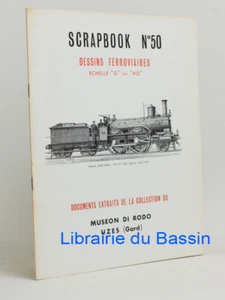 SCRAPBOOK N°50
DESSINS FERROVIAIRES
ECHELLE "O" ou "HO"
DOCUMENTS EXTRAITS DE LA COLLECTION DU
MUSEON DI RODO
UZES (Gard)
Librairie du Bassin